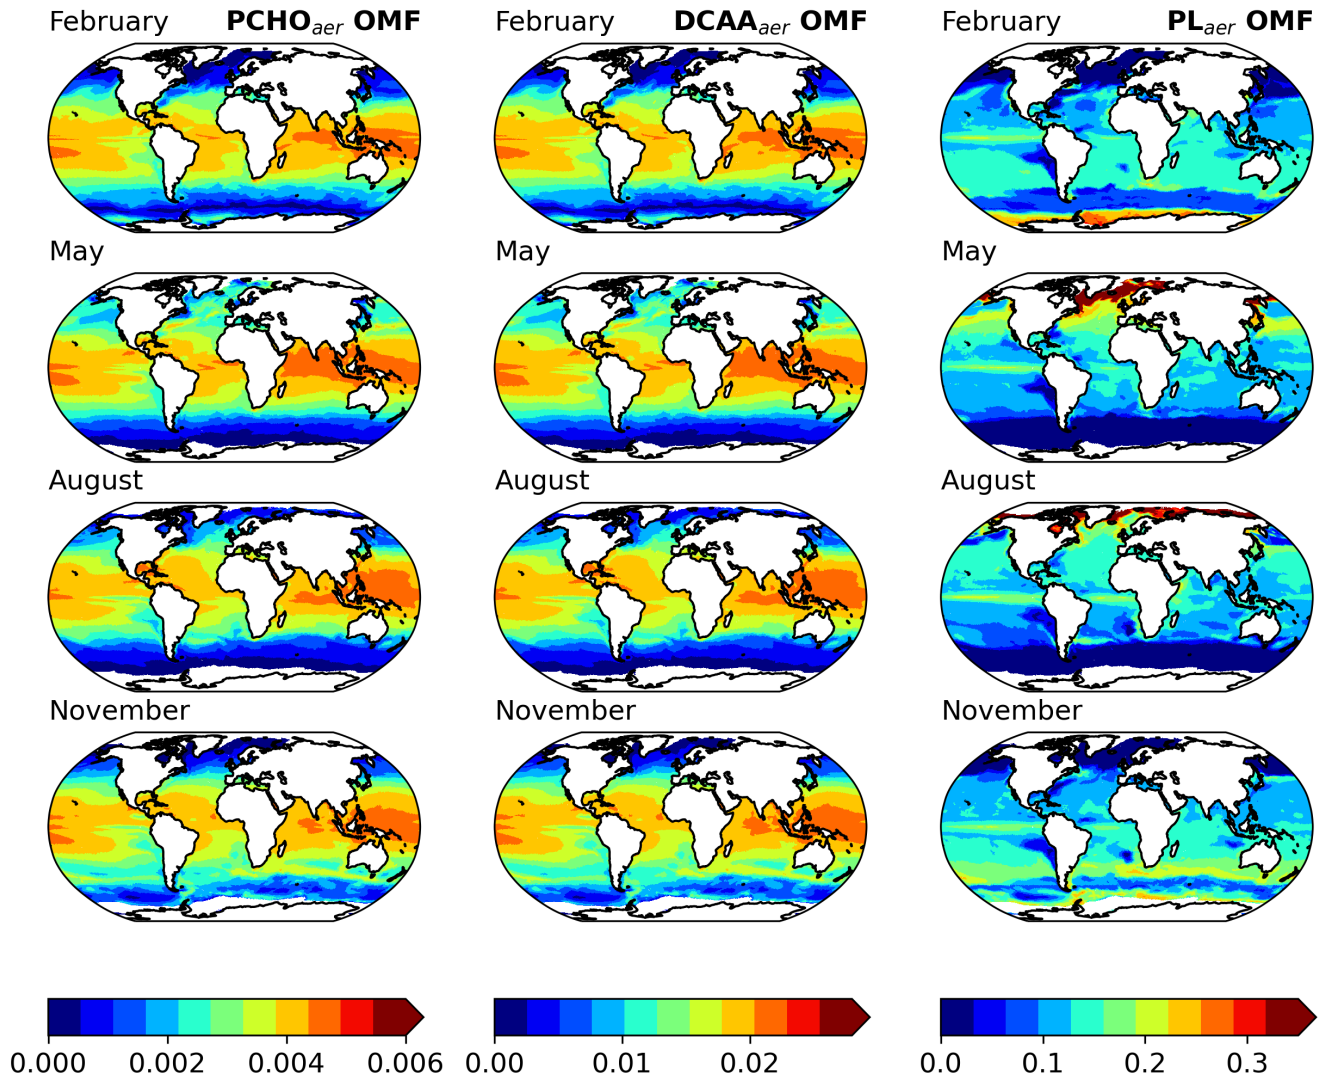 February PCHOaer OMF
February DCAAaer OMF
February PLaer OMF
May
May
May
August
August
August
November
November
November
0.000 0.002 0.004 0.006
0.00 0.01 0.02
0.0 0.1 0.2 0.3